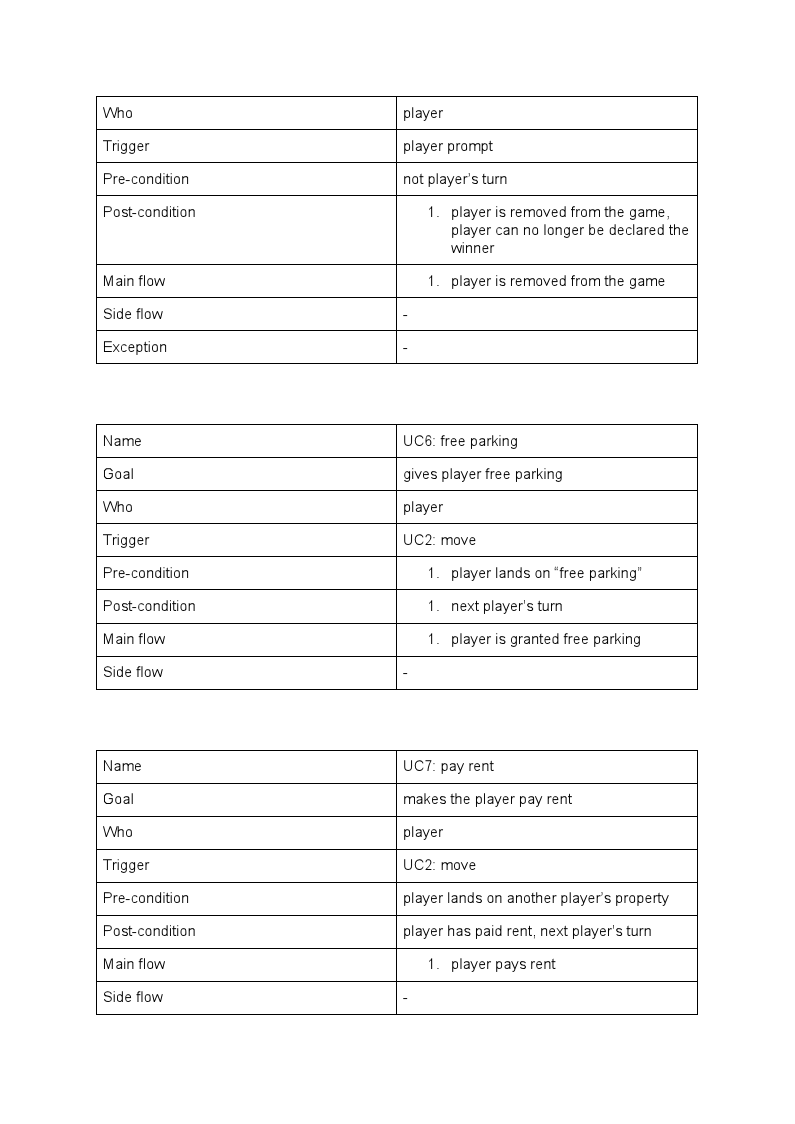 Who player
Trigger player prompt
Pre-condition not player's turn
Post-condition 1. player is removed from the game,
player can no longer be declared the
winner
Main flow 1. player is removed from the game
Side flow -
Exception -
Name UC6: free parking
Goal gives player free parking
Who player
Trigger UC2: move
Pre-condition 1. player lands on “free parking”
Post-condition 1. next player's turn
Main flow 1. player is granted free parking
Side flow -
Name UC7: pay rent
Goal makes the player pay rent
Who player
Trigger UC2: move
Pre-condition player lands on another player's property
Post-condition player has paid rent, next player's turn
Main flow 1. player pays rent
Side flow -